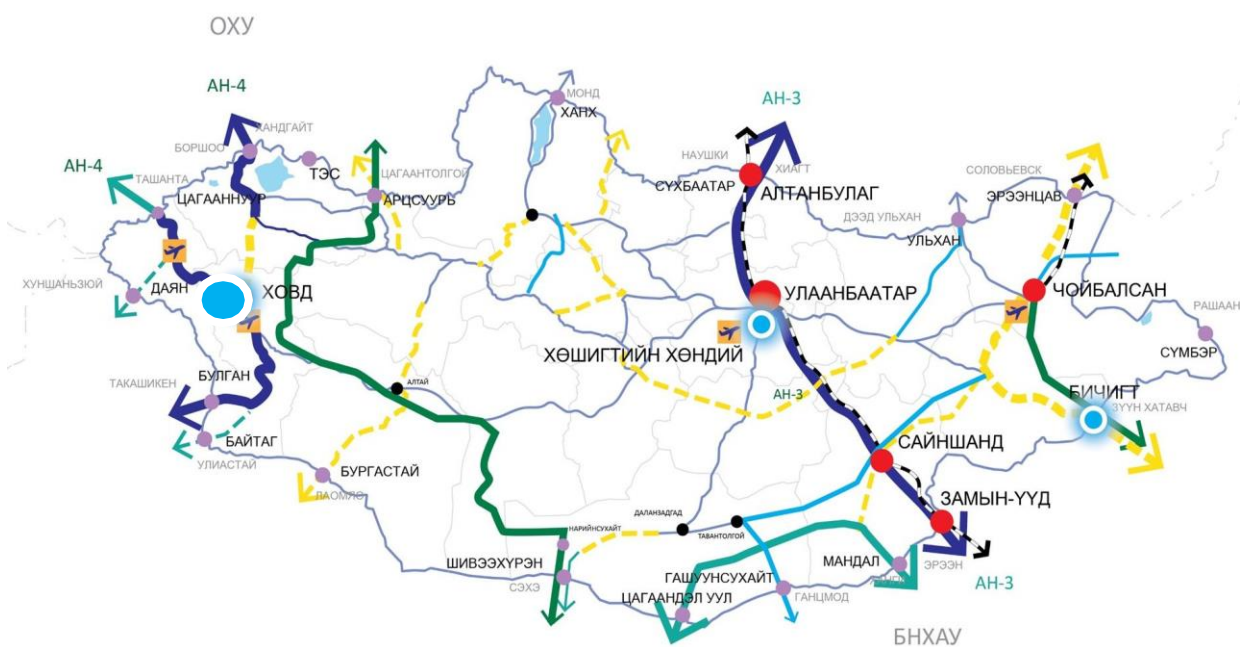 ОХУ
АН-4
АН-3
МОНД
ХАНХ
ХАНДГАЙТ
БОРШОО
ТЭС
ЦАГААНТОЛГОЙ
НАУШКИ
ХИАГТ
СОЛОВЬЕВСК
АН-4
ТАШАНТА
ЦАГААННУУР
АРЦСУУРЬ
СҮХБААТАР
АЛТАНБУЛАГ
ЭРЭЭНЦАВ
ДЭЭД УЛЬХАН
УЛЬХАН
ХУНШАНЬЗЮЙ
ДАЯН
ХОВД
УЛААНБААТАР
ЧОЙБАЛСАН
РАШААН
СҮМБЭР
ХӨШИГТИЙН ХӨНДИЙ
ТАКАШИКЕН
БУЛГАН
АЛТАЙ
АН-3
БИЧИГТ
ЗҮҮН ХАТАВЧ
БАЙТАГ
УЛИАСТАЙ
САЙНШАНД
БУРГАСТАЙ
ЛАОМЯО
ЗАМЫН-ҮҮД
ДАЛАНЗАДГАД
НАРИЙНСУХАЙТ
ТАВАНТОЛГОЙ
ШИВЭЭХҮРЭН
СЭХЭ
МАНДАЛ
ЭРЭЭН
ГАШУУНСУХАЙТ
ЦАГААНДЭЛ УУЛ
ГАНЦМОД
АН-3
БНХАУ